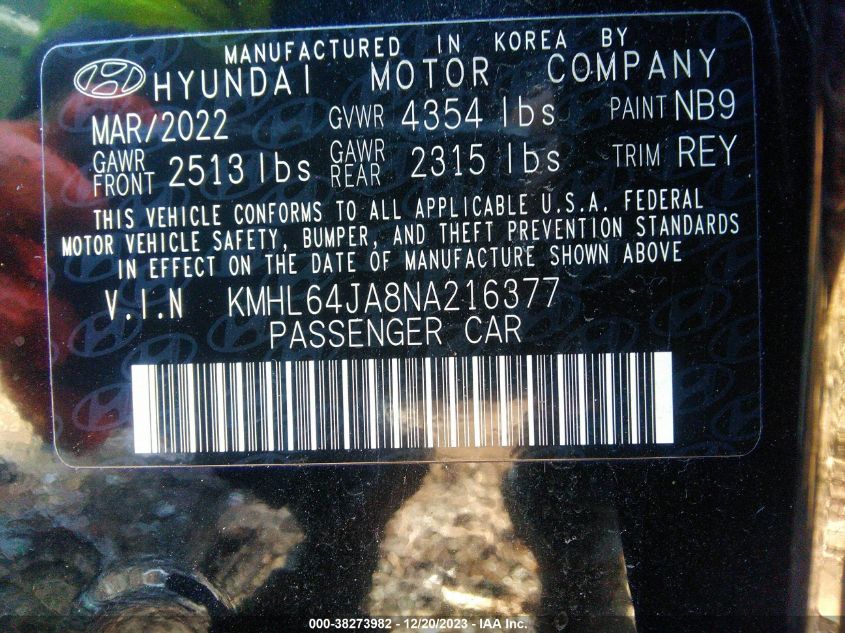 MANUFACTURED IN KOREA BY
HYUNDAI MOTOR COMPANY
MAR/2022 GVWR 4354 lbs PAINT NB9
GAWR FRONT 2513 lbs GAWR REAR 2315 lbs TRIM REY
THIS VEHICLE CONFORMS TO ALL APPLICABLE U.S.A. FEDERAL
MOTOR VEHICLE SAFETY, BUMPER, AND THEFT PREVENTION STANDARDS
IN EFFECT ON THE DATE OF MANUFACTURE SHOWN ABOVE
V.I.N KMHL64JA8NA216377
PASSENGER CAR
000-38273982 - 12/20/2023 - IAA Inc.